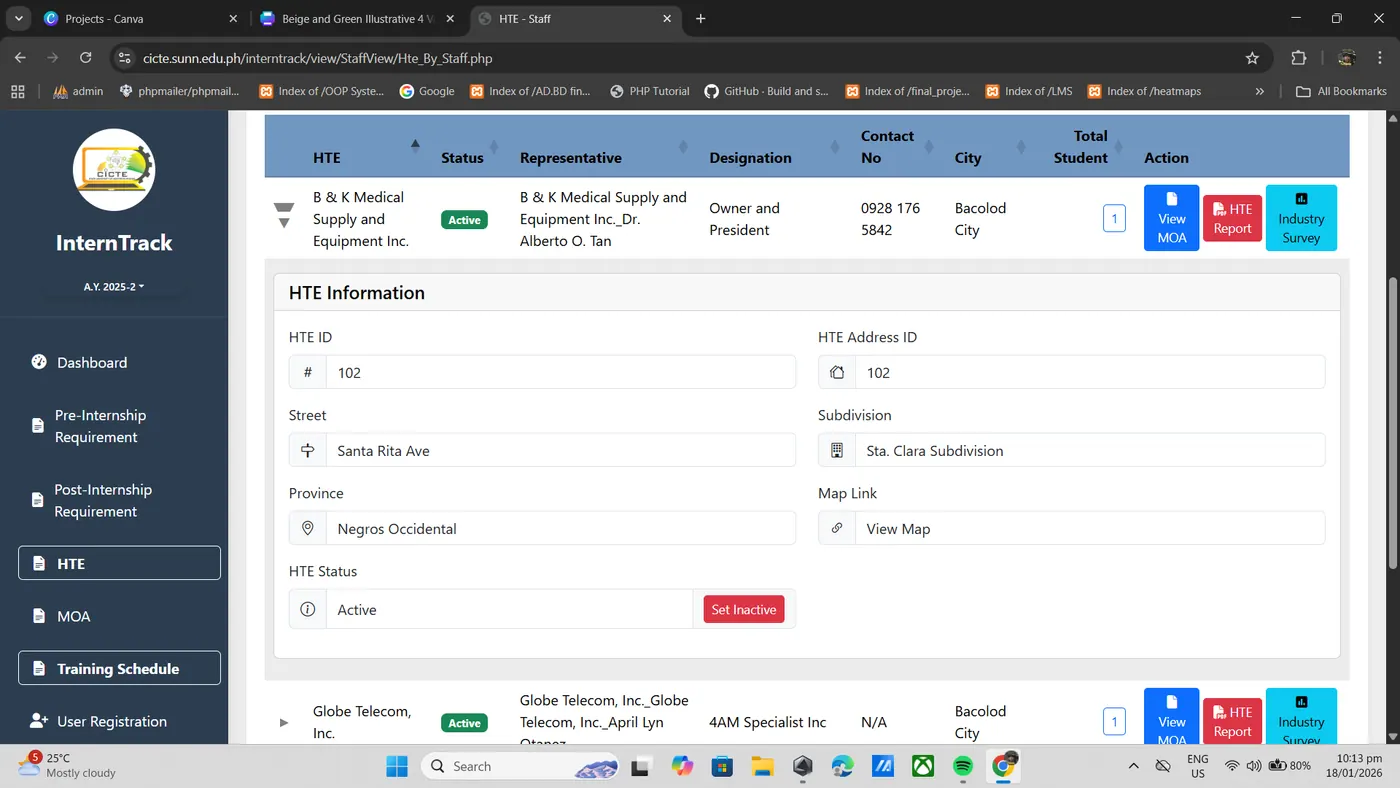 Projects - Canva
Beige and Green Illustrative 4 V
HTE - Staff
cicte.sunn.edu.ph/interntrack/view/StaffView/Hte_By_Staff.php
admin
phpmailer/phpmail...
Index of /OOP Syste...
Google
Index of /AD.BD fin...
PHP Tutorial
GitHub - Build and s...
Index of /final_proje...
Index of /LMS
Index of /heatmaps
»
All Bookmarks
CICTE
InternTrack
A.Y. 2025-2
Dashboard
Pre-Internship
Requirement
Post-Internship
Requirement
HTE
MOA
Training Schedule
User Registration
HTE
Status
Representative
Designation
Contact
No
City
Total
Student
Action
B & K Medical
Supply and
Equipment Inc.
Active
B & K Medical Supply and
Equipment Inc._Dr.
Alberto O. Tan
Owner and
President
0928 176
5842
Bacolod
City
1
View
MOA
HTE
Report
Industry
Survey
HTE Information
HTE ID
# 102
HTE Address ID
102
Street
Santa Rita Ave
Subdivision
Sta. Clara Subdivision
Province
Negros Occidental
Map Link
View Map
HTE Status
Active
Set Inactive
Globe Telecom,
Inc.
Active
Globe Telecom, Inc._Globe
Telecom, Inc._April Lyn
4AM Specialist Inc
N/A
Bacolod
City
1
View
MOA
HTE
Report
Industry
Survey
5
25°C
Mostly cloudy
Search
ENG
US
80%
10:13 pm
18/01/2026